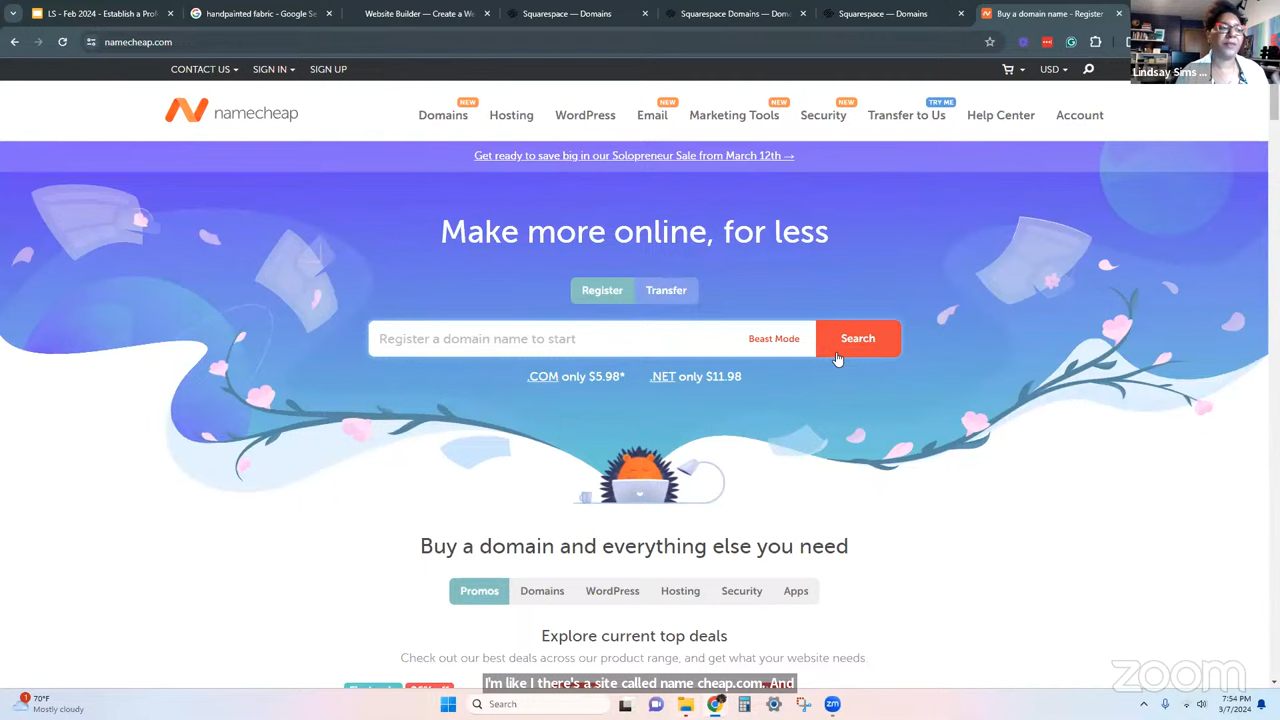 LS - Feb 2024 - Establish a Prof
handpainted fabric - Google Se
Website Builder — Create a We
Squarespace — Domains
Squarespace Domains — Dom
Squarespace — Domains
Buy a domain name - Register
namecheap.com
Lindsay Sims ...
CONTACT US
SIGN IN
SIGN UP
USD
namecheap
Domains NEW
Hosting
WordPress
Email NEW
Marketing Tools NEW
Security NEW
Transfer to Us TRY ME
Help Center
Account
Get ready to save big in our Solopreneur Sale from March 12th →
Make more online, for less
Register Transfer
Register a domain name to start Beast Mode Search
.COM only $5.98* .NET only $11.98
Buy a domain and everything else you need
Promos Domains WordPress Hosting Security Apps
Explore current top deals
Check out our best deals across our product range, and get what your website needs
I'm like I there's a site called name cheap.com. And
zoom
1
70°F
Mostly cloudy
Search
zm
7:54 PM
3/7/2024